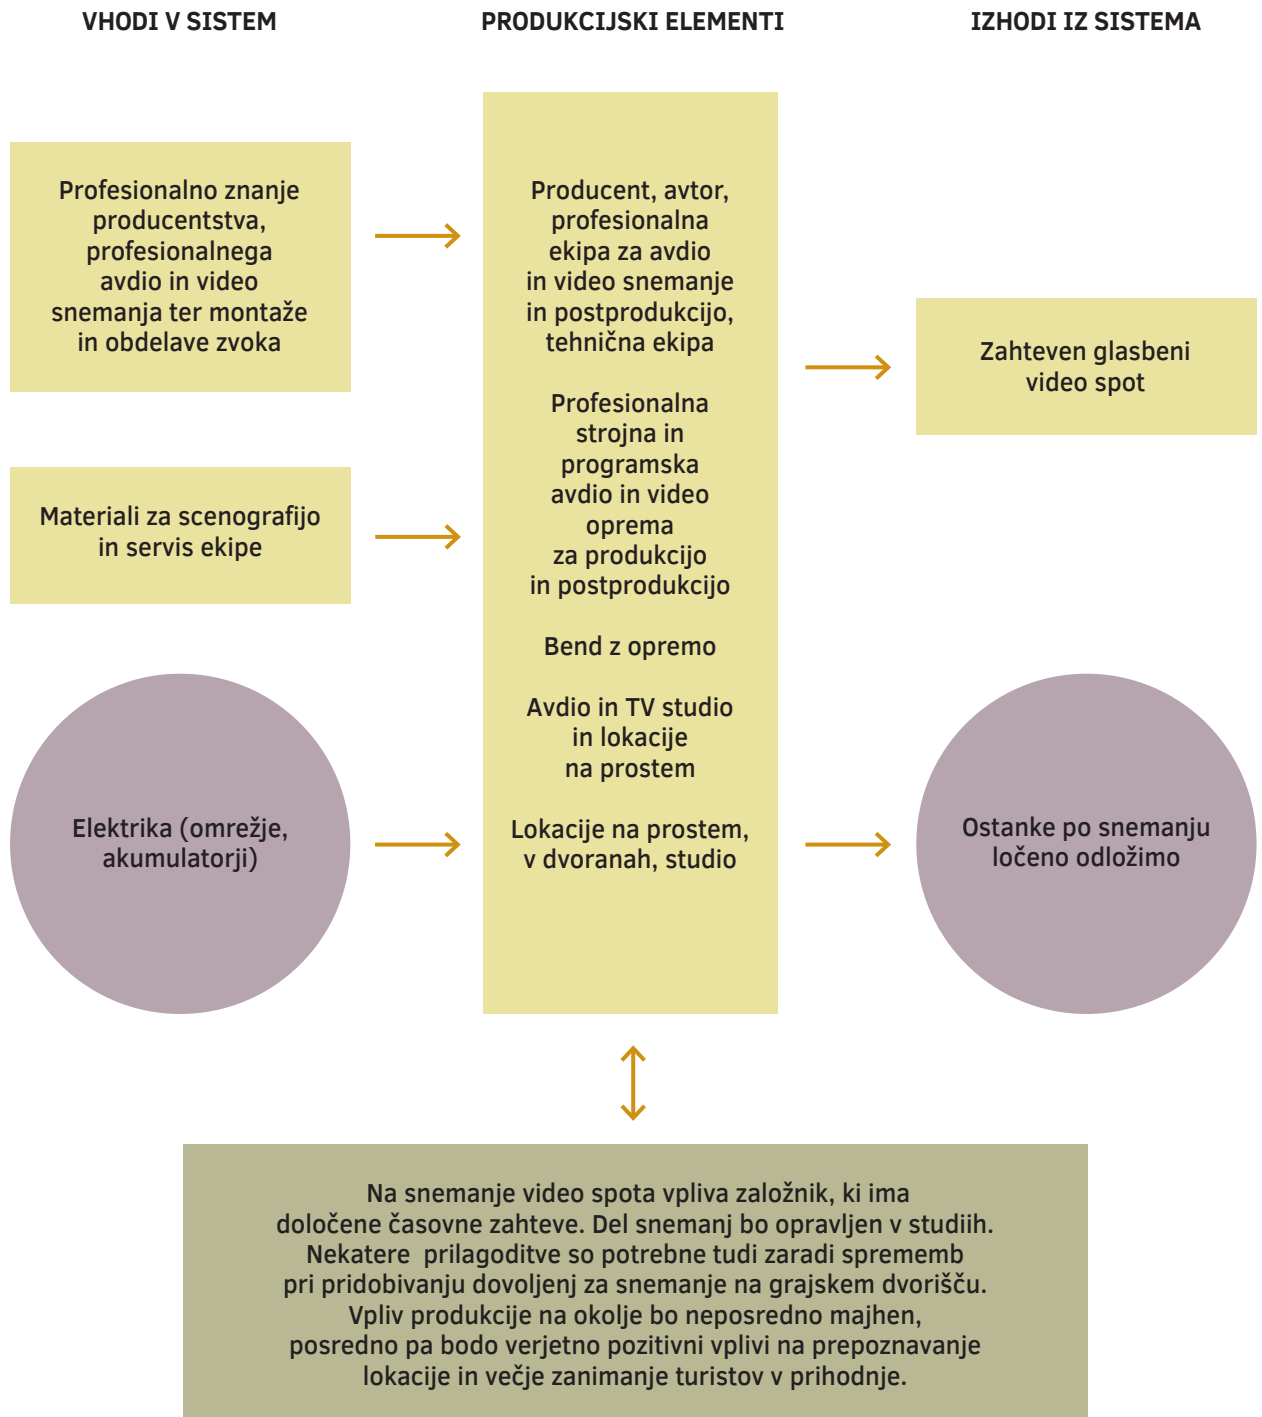 VHODI V SISTEM
PRODUKCIJSKI ELEMENTI
IZHODI IZ SISTEMA
Profesionalno znanje
producentstva,
profesionalnega
avdio in video
snemanja ter montaže
in obdelave zvoka
Materiali za scenografijo
in servis ekipe
Elektrika (omrežje,
akumulatorji)
Producent, avtor,
profesionalna
ekipa za avdio
in video snemanje
in postprodukcijo,
tehnična ekipa
Profesionalna
strojna in
programska
avdio in video
oprema
za produkcijo
in postprodukcijo
Bend z opremo
Avdio in TV studio
in lokacije
na prostem
Lokacije na prostem,
v dvoranah, studio
Zahteven glasbeni
video spot
Ostanke po snemanju
ločeno odložimo
Na snemanje video spota vpliva založnik, ki ima
določene časovne zahteve. Del snemanj bo opravljen v studiih.
Nekatere  prilagoditve so potrebne tudi zaradi sprememb
pri pridobivanju dovoljenj za snemanje na grajskem dvorišču.
Vpliv produkcije na okolje bo neposredno majhen,
posredno pa bodo verjetno pozitivni vplivi na prepoznavanje
lokacije in večje zanimanje turistov v prihodnje.